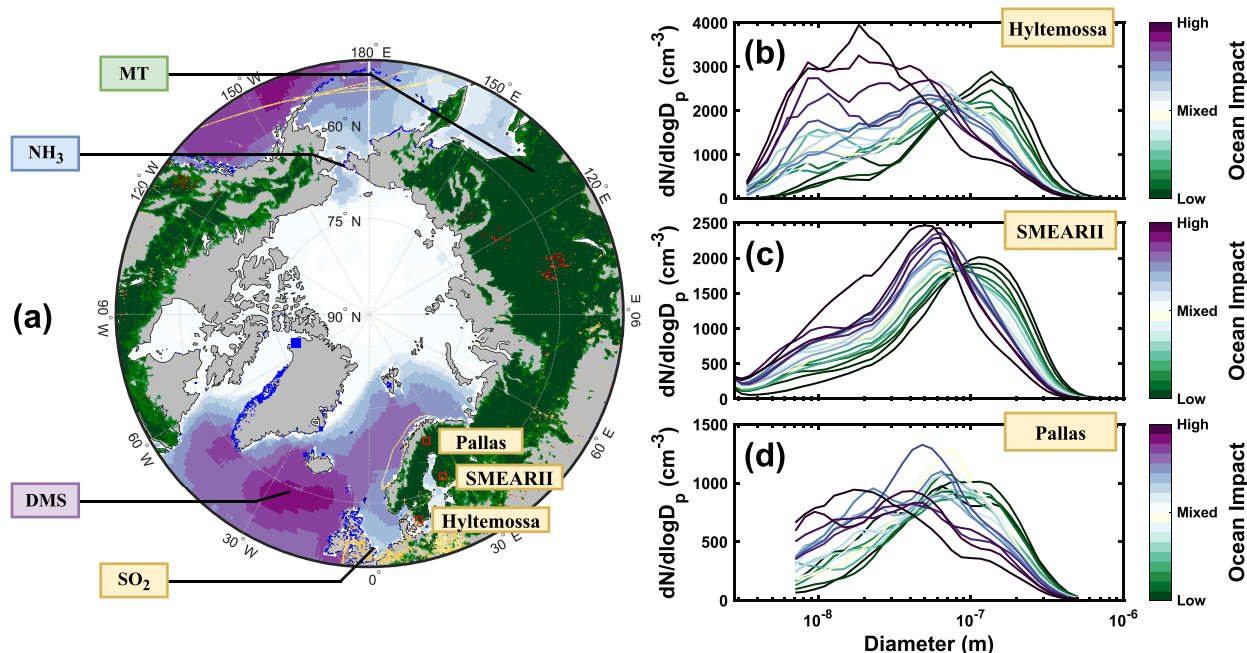 (a)
MT
NH3
DMS
SO2
180° E
150° W
150° E
120° W
120° E
60° N
75° N
90° N
90° W
90° E
60° W
60° E
30° W
30° E
0°
Pallas
SMEARII
Hyltemossa
(b)
Hyltemossa
dN/dlogDp (cm-3)
4000
3000
2000
1000
0
High
Mixed
Low
Ocean Impact
(c)
SMEARII
dN/dlogDp (cm-3)
2500
2000
1500
1000
500
0
High
Mixed
Low
Ocean Impact
(d)
Pallas
dN/dlogDp (cm-3)
1500
1000
500
0
High
Mixed
Low
Ocean Impact
10-8
10-7
10-6
Diameter (m)